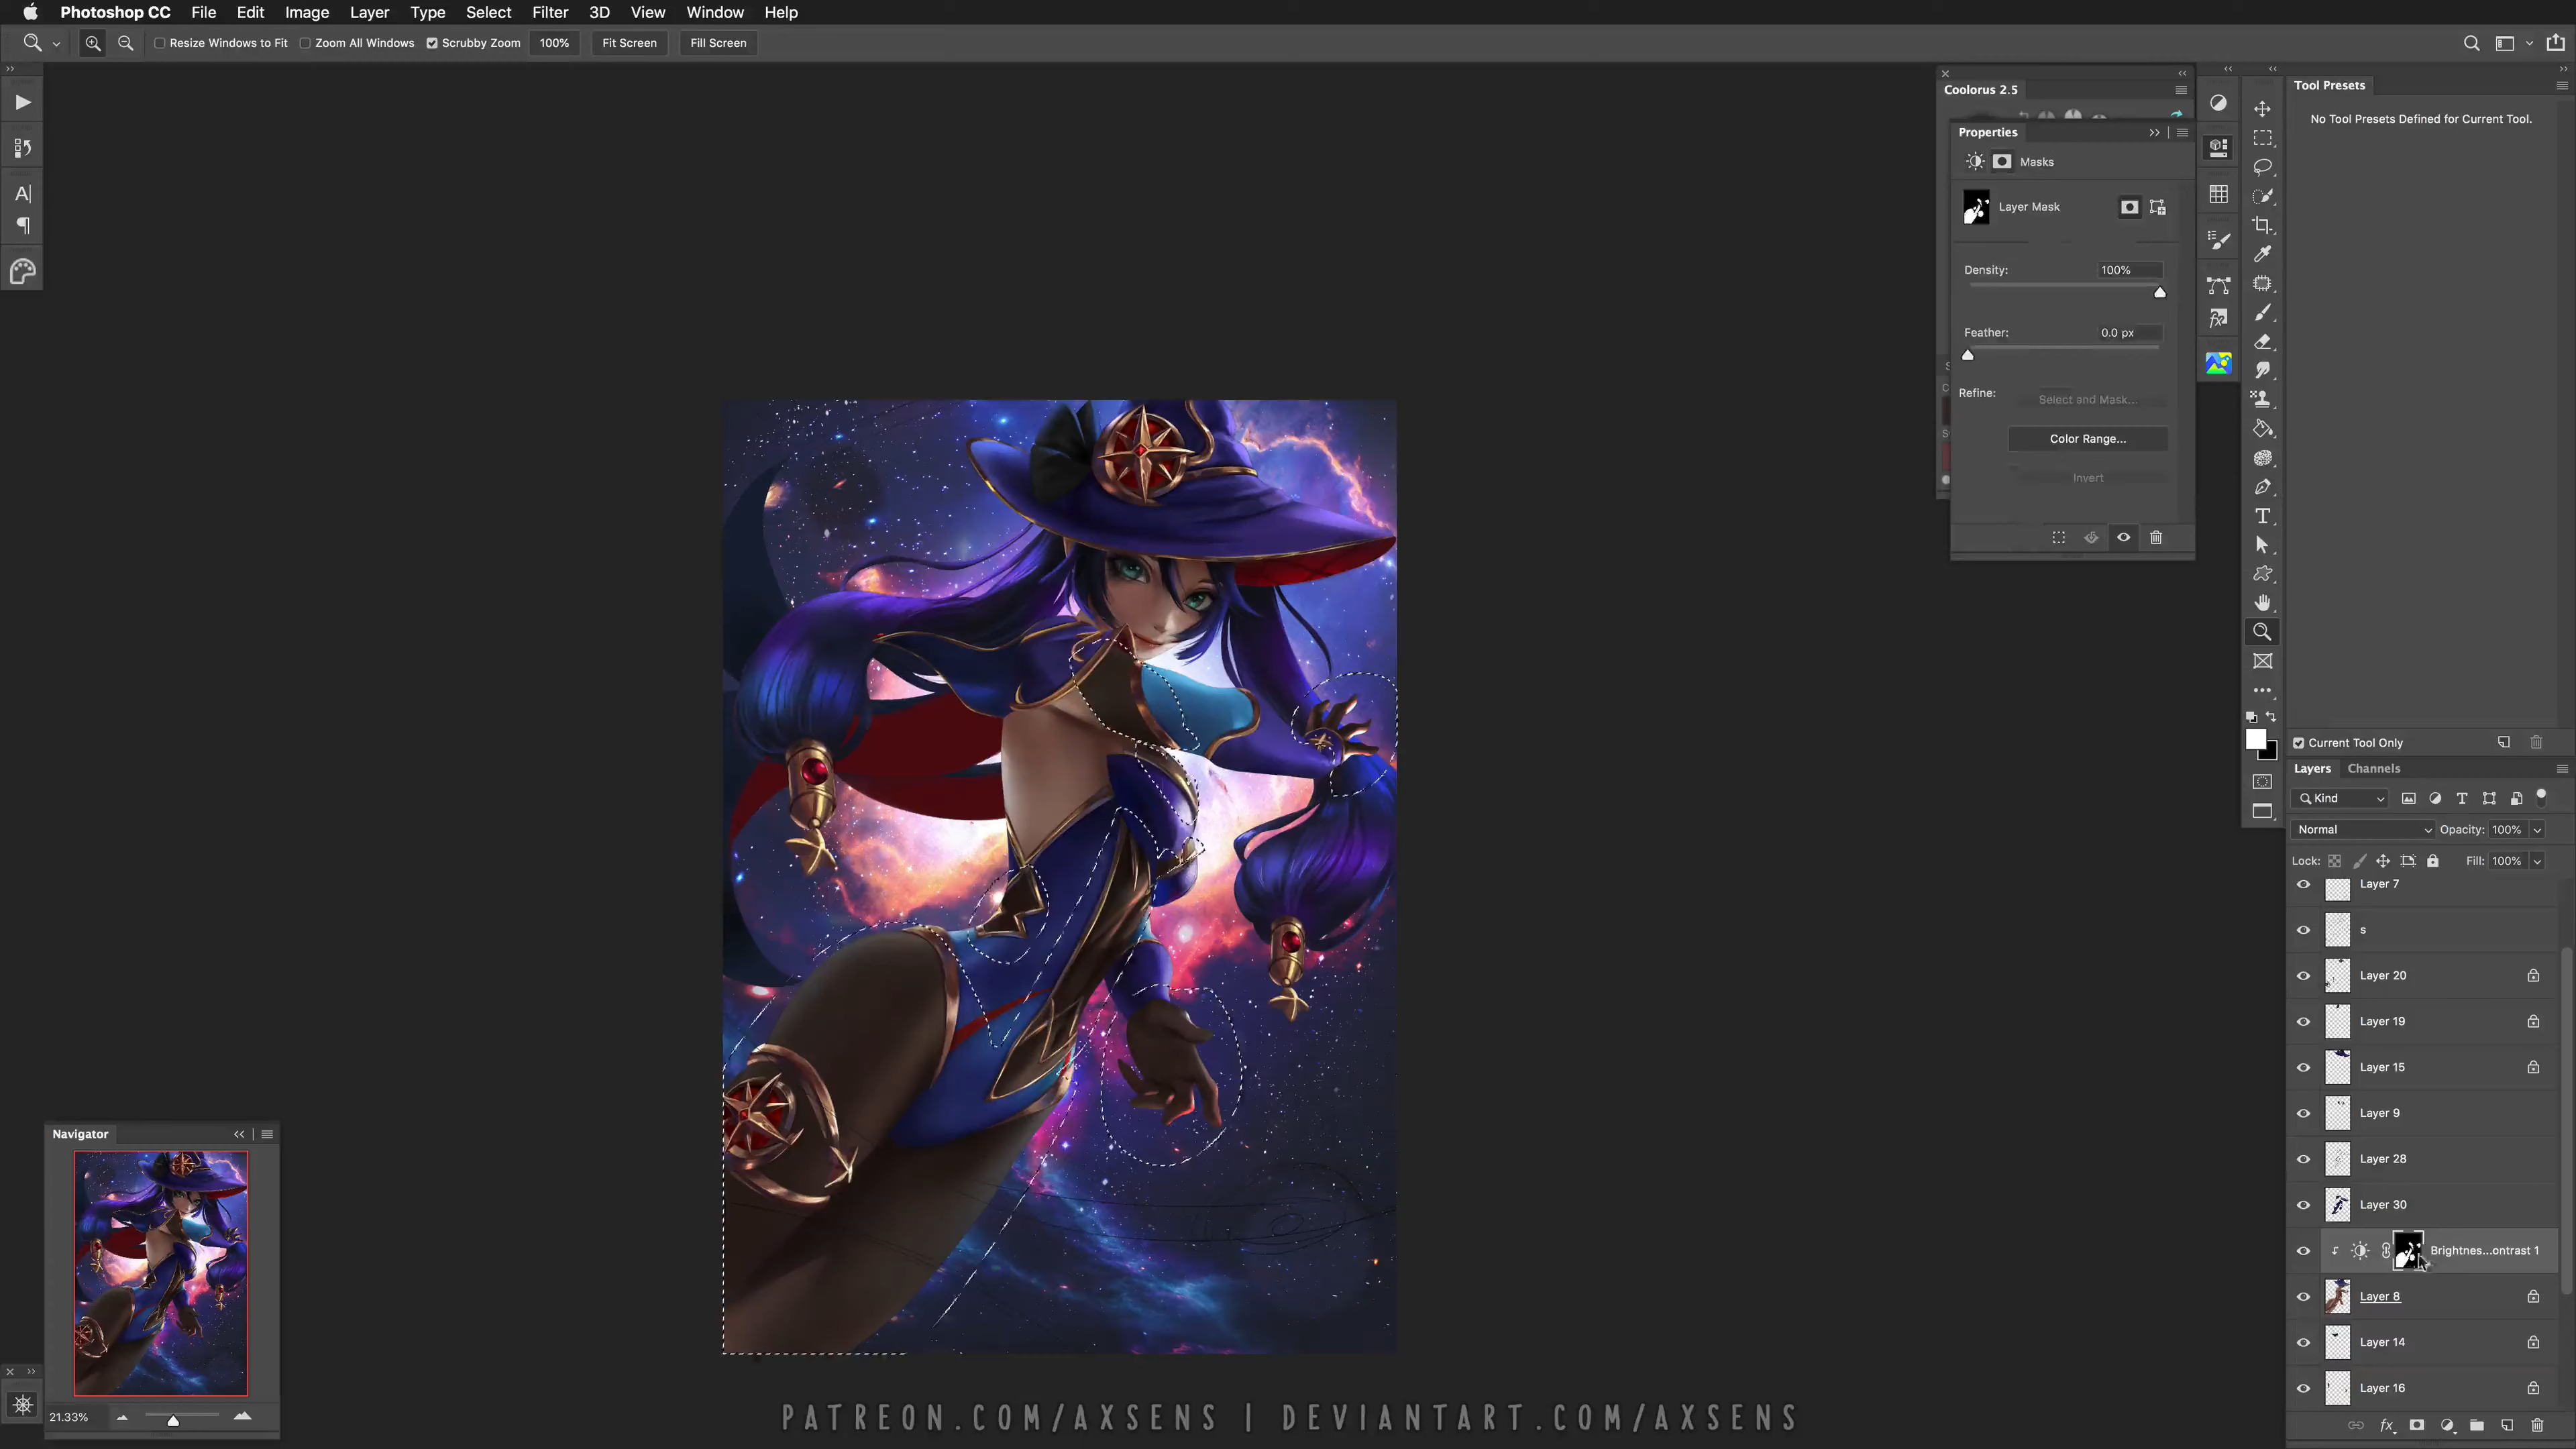 Photoshop CC File Edit Image Layer Type Select Filter 3D View Window Help
Resize Windows to Fit Zoom All Windows Scrubby Zoom 100% Fit Screen Fill Screen
Coolorus 2.5
Properties
Masks
Layer Mask
Density: 100%
Feather: 0.0 px
Refine: Select and Mask...
Color Range...
Invert
Tool Presets
No Tool Presets Defined for Current Tool.
Current Tool Only
Layers Channels
Kind
Normal Opacity: 100%
Lock: Fill: 100%
Layer 7
s
Layer 20
Layer 19
Layer 15
Layer 9
Layer 28
Layer 30
Brightnes...ontrast 1
Layer 8
Layer 14
Layer 16
Navigator
21.33%
PATREON.COM/AXSENS | DEVIANTART.COM/AXSENS